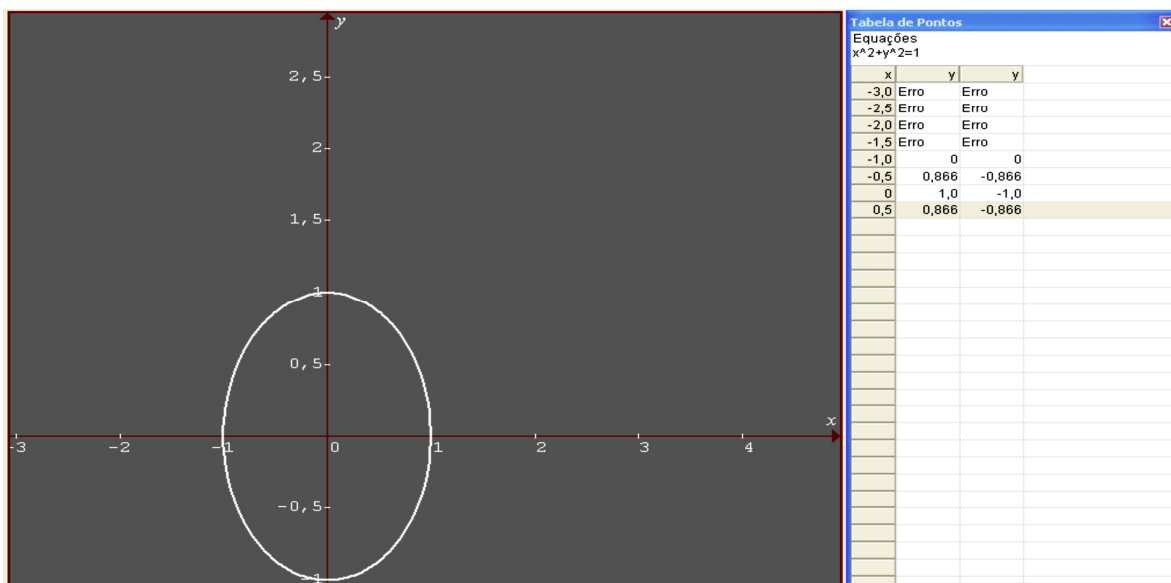 y
2,5
2
1,5
1
0,5
x
-3 -2 -1 0 1 2 3 4
-0,5
-1
Tabela de Pontos
Equações
x^2+y^2=1
x y y
-3,0 Erro Erro
-2,5 Erro Erro
-2,0 Erro Erro
-1,5 Erro Erro
-1,0 0 0
-0,5 0,866 -0,866
0 1,0 -1,0
0,5 0,866 -0,866